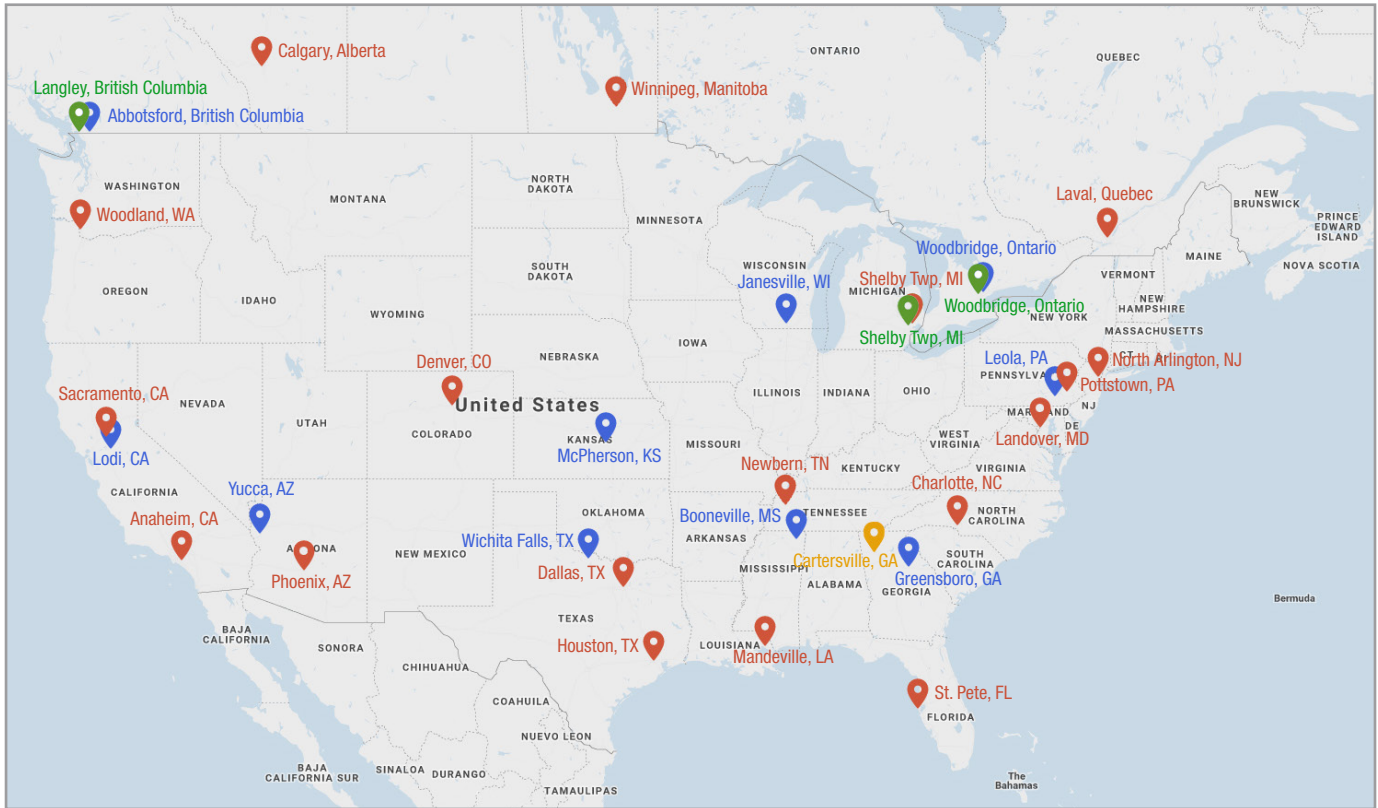 ONTARIO
QUEBEC
Calgary, Alberta
Langley, British Columbia
Winnipeg, Manitoba
Abbotsford, British Columbia
WASHINGTON
NORTH
DAKOTA
MONTANA
Laval, Quebec
NEW
BRUNSWICK
Woodland, WA
MINNESOTA
PRINCE
EDWARD
ISLAND
Woodbridge, Ontario
MAINE
NOVA SCOTIA
WISCONSIN
SOUTH
DAKOTA
Shelby Twp, MI
VERMONT
Janesville, WI
MICHIGAN
OREGON
IDAHO
Woodbridge, Ontario
NEW
HAMPSHIRE
WYOMING
NEW YORK
MASSACHUSETTS
Shelby Twp, MI
IOWA
CT
RI
NEBRASKA
Leola, PA
North Arlington, NJ
Denver, CO
PENNSYLVA
Pottstown, PA
Sacramento, CA
NEVADA
ILLINOIS
INDIANA
OHIO
United States
NJ
MARYLAND
UTAH
COLORADO
KANSAS
MISSOURI
WEST
VIRGINIA
DE
Landover, MD
Lodi, CA
McPherson, KS
Newbern, TN
KENTUCKY
VIRGINIA
CALIFORNIA
Yucca, AZ
Charlotte, NC
OKLAHOMA
Booneville, MS
TENNESSEE
NORTH
CAROLINA
Anaheim, CA
Wichita Falls, TX
ARKANSAS
ARIZONA
NEW MEXICO
Cartersville, GA
SOUTH
CAROLINA
Phoenix, AZ
Dallas, TX
MISSISSIPPI
ALABAMA
Greensboro, GA
GEORGIA
Bermuda
TEXAS
BAJA
CALIFORNIA
SONORA
Houston, TX
LOUISIANA
Mandeville, LA
CHIHUAHUA
St. Pete, FL
COAHUILA
FLORIDA
NUEVO LEON
BAJA
CALIFORNIA SUR
SINALOA
DURANGO
The
Bahamas
TAMAULIPAS